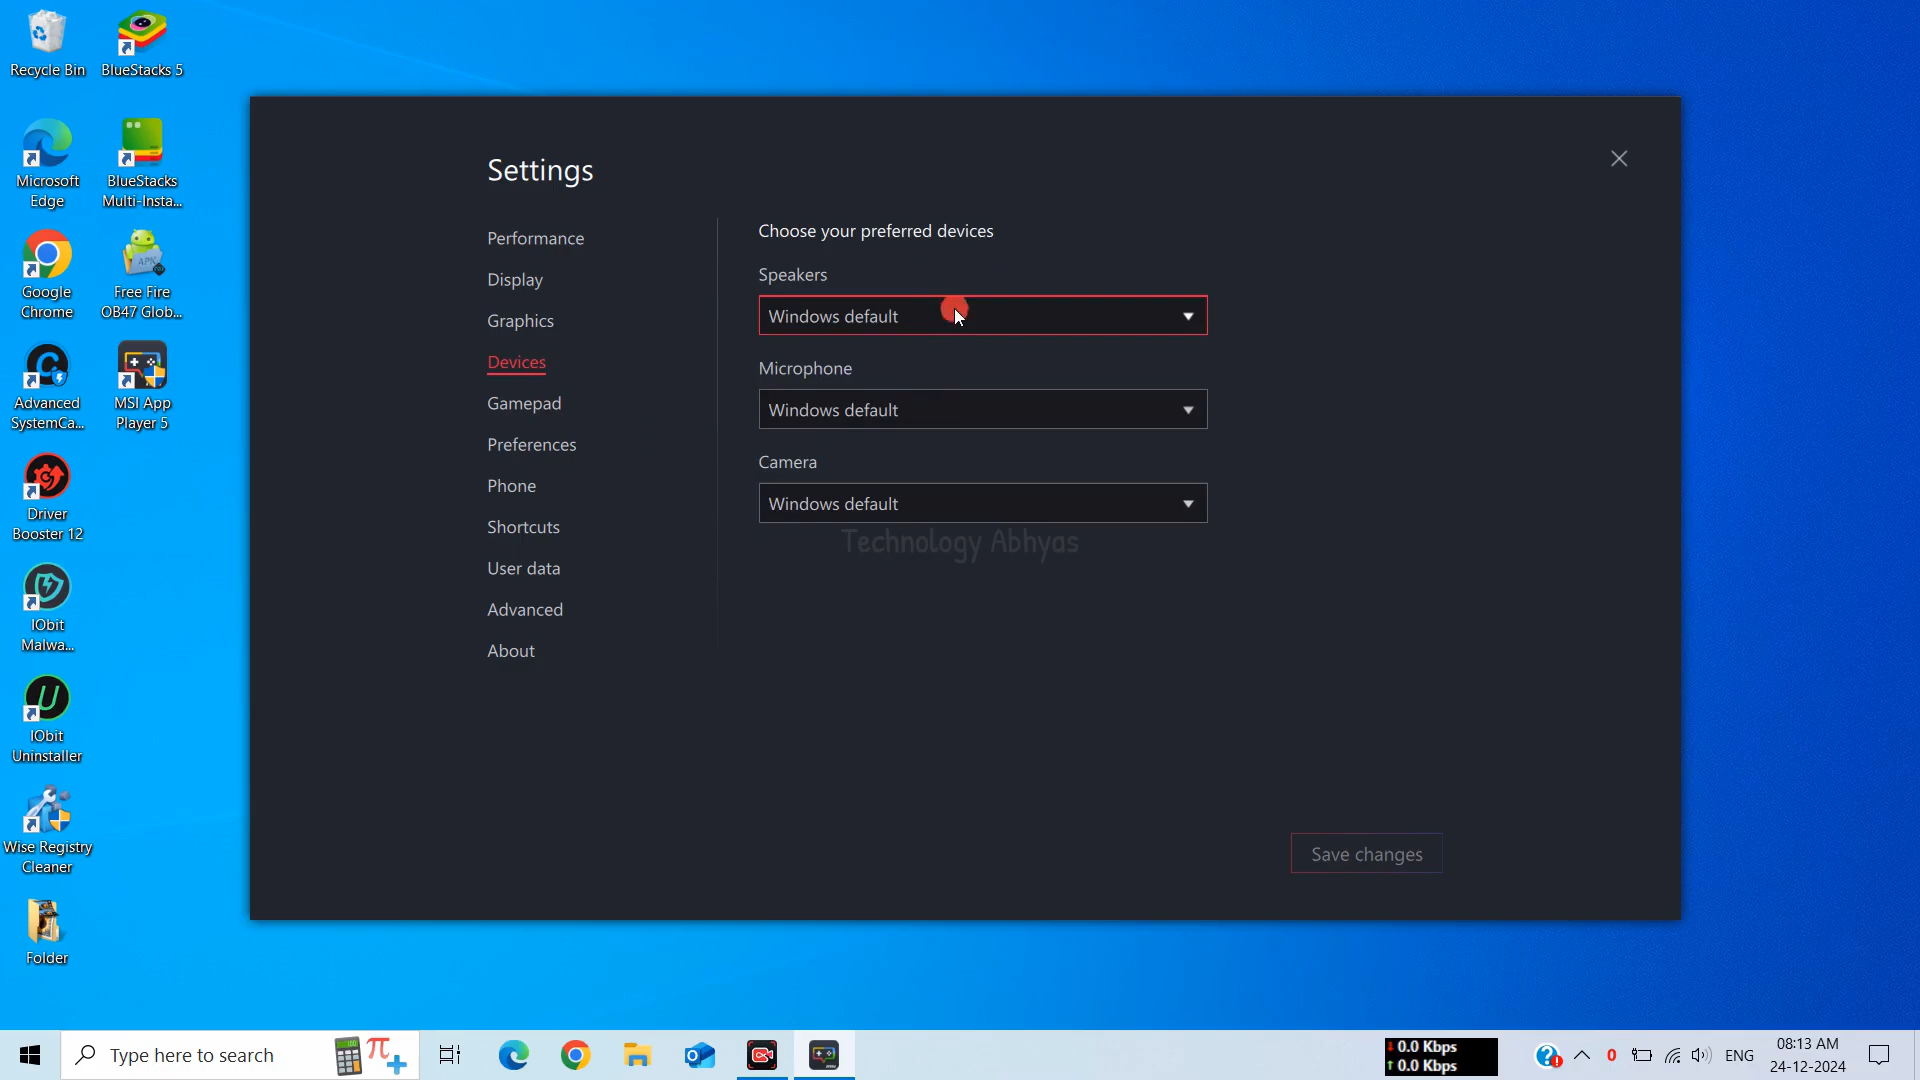 Recycle Bin
BlueStacks 5
Microsoft
Edge
BlueStacks
Multi-Insta...
Google
Chrome
APK
Free Fire
OB47 Glob...
Advanced
SystemCa...
MSI App
Player 5
Driver
Booster 12
IObit
Malwa...
IObit
Uninstaller
Wise Registry
Cleaner
Folder
Settings
Performance
Display
Graphics
Devices
Gamepad
Preferences
Phone
Shortcuts
User data
Advanced
About
Choose your preferred devices
Speakers
Windows default
Microphone
Windows default
Camera
Windows default
Technology Abhyas
Save changes
Type here to search
0.0 Kbps
0.0 Kbps
0
ENG
08:13 AM
24-12-2024